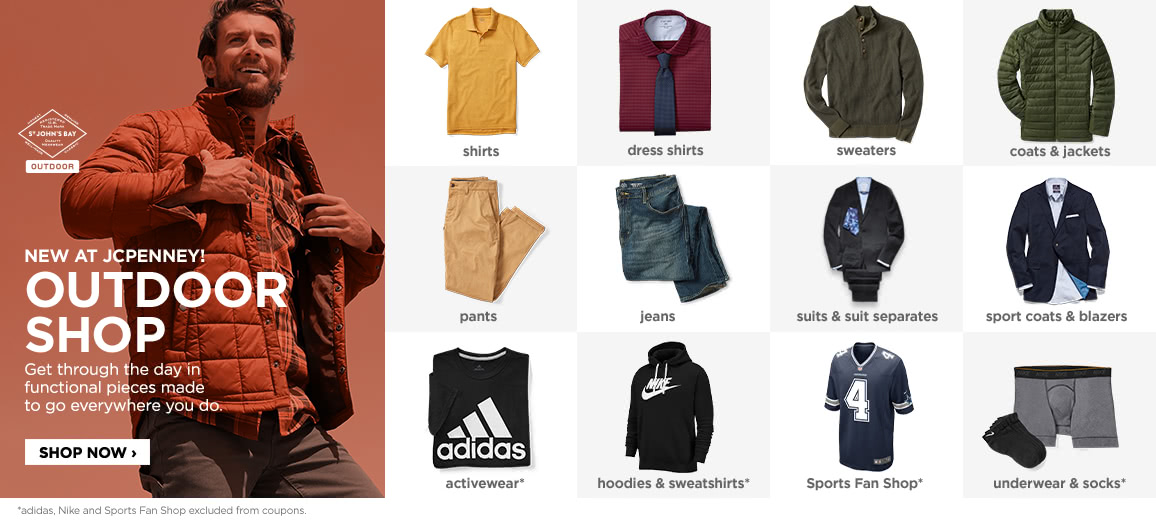 ST JOHN'S BAY
OUTDOOR
NEW AT JCPENNEY!
OUTDOOR
SHOP
Get through the day in
functional pieces made
to go everywhere you do.
SHOP NOW ›
shirts
dress shirts
sweaters
coats & jackets
pants
jeans
suits & suit separates
sport coats & blazers
adidas
NIKE
4
4
activewear*
hoodies & sweatshirts*
Sports Fan Shop*
underwear & socks*
*adidas, Nike and Sports Fan Shop excluded from coupons.